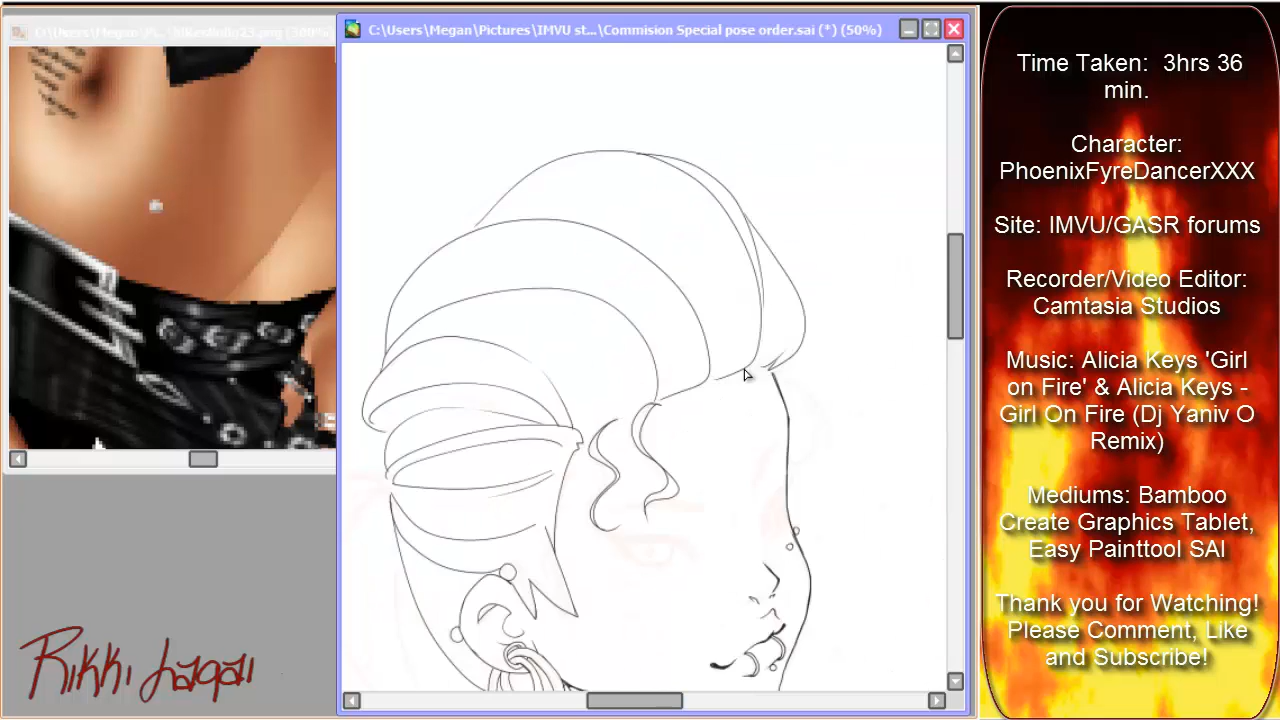 C:\Users\Megan\Pictures\IMVU st...\Commision Special pose order.sai (*) (50%)
Time Taken:  3hrs 36
min.
Character:
PhoenixFyreDancerXXX
Site: IMVU/GASR forums
Recorder/Video Editor:
Camtasia Studios
Music: Alicia Keys 'Girl
on Fire' & Alicia Keys -
Girl On Fire (Dj Yaniv O
Remix)
Mediums: Bamboo
Create Graphics Tablet,
Easy Painttool SAI
Thank you for Watching!
Please Comment, Like
and Subscribe!
Rikki